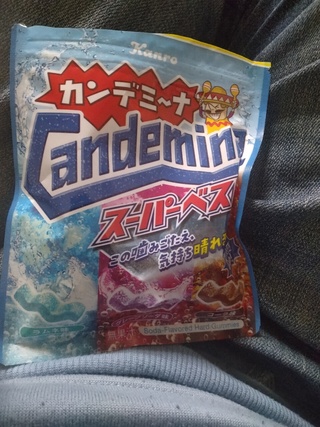 Kanro
カンデミ〜ナ
Candemina
スーパーベス
この噛みごたえ、
気持ち晴れ
Soda Flavored Hard Gummies